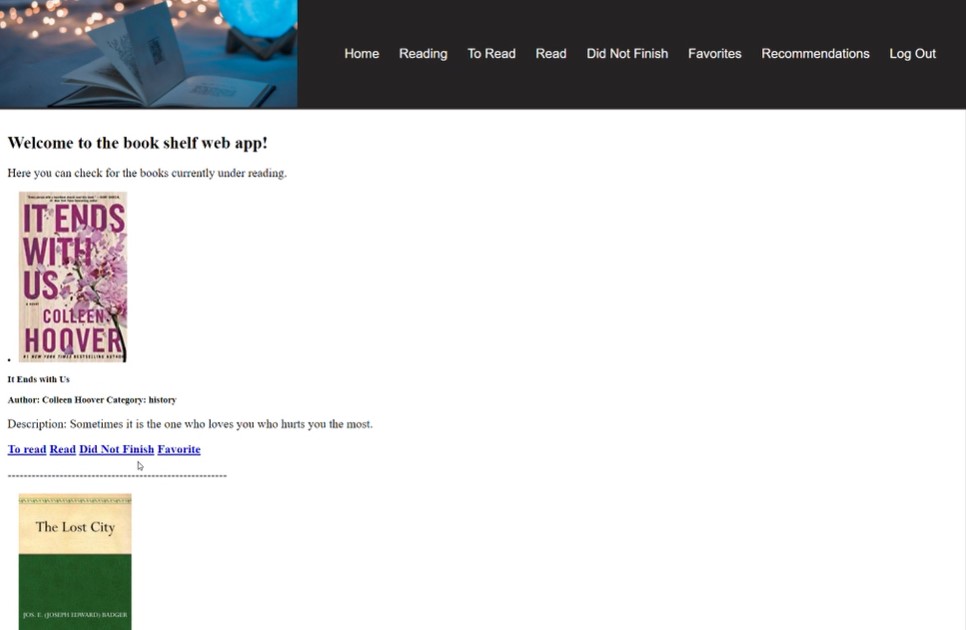 Home Reading To Read Read Did Not Finish Favorites Recommendations Log Out
Welcome to the book shelf web app!
Here you can check for the books currently under reading.
IT ENDS
WITH
US
A NOVEL
COLLEEN
HOOVER
#1 NEW YORK TIMES BESTSELLING AUTHOR
It Ends with Us
Author: Colleen Hoover Category: history
Description: Sometimes it is the one who loves you who hurts you the most.
To read Read Did Not Finish Favorite
--------------------------------------------------------
The Lost City
JOS. E. (JOSEPH EDWARD) BADGER